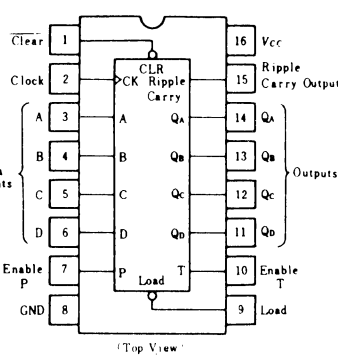 Clear 1 16 Vcc
CLR
Clock 2 CK Ripple Carry 15 Ripple Carry Output
A 3 A QA 14 QA
B 4 B QB 13 QB
Outputs
C 5 C QC 12 QC
D 6 D QD 11 QD
Enable P 7 P T 10 Enable T
Load
GND 8 9 Load
(Top View)